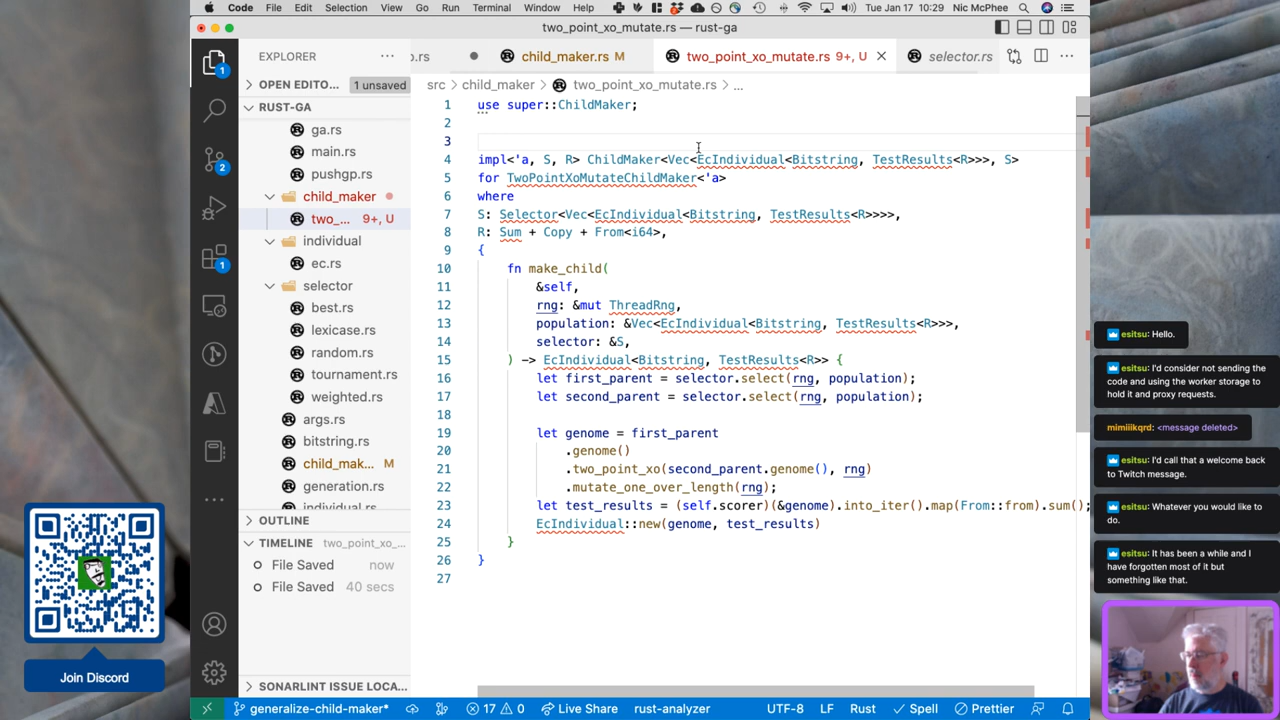 Code File Edit Selection View Go Run Terminal Window Help Tue Jan 17 10:29 Nic McPhee
two_point_xo_mutate.rs — rust-ga
EXPLORER
p.rs child_maker.rs M two_point_xo_mutate.rs 9+, U selector.rs
OPEN EDITO... 1 unsaved
src child_maker two_point_xo_mutate.rs ...
RUST-GA
ga.rs
main.rs
pushgp.rs
child_maker
two_... 9+, U
individual
ec.rs
selector
best.rs
lexicase.rs
random.rs
tournament.rs
weighted.rs
args.rs
bitstring.rs
child_mak... M
generation.rs
individual.rs
OUTLINE
TIMELINE two_point_xo_...
File Saved now
File Saved 40 secs
SONARLINT ISSUE LOCA...
1 use super::ChildMaker;
2
3
4 impl<'a, S, R> ChildMaker<Vec<EcIndividual<Bitstring, TestResults<R>>>, S>
5 for TwoPointXoMutateChildMaker<'a>
6 where
7 S: Selector<Vec<EcIndividual<Bitstring, TestResults<R>>>>,
8 R: Sum + Copy + From<i64>,
9 {
10 fn make_child(
11 &self,
12 rng: &mut ThreadRng,
13 population: &Vec<EcIndividual<Bitstring, TestResults<R>>>,
14 selector: &S,
15 ) -> EcIndividual<Bitstring, TestResults<R>> {
16 let first_parent = selector.select(rng, population);
17 let second_parent = selector.select(rng, population);
18
19 let genome = first_parent
20 .genome()
21 .two_point_xo(second_parent.genome(), rng)
22 .mutate_one_over_length(rng);
23 let test_results = (self.scorer)(&genome).into_iter().map(From::from).sum();
24 EcIndividual::new(genome, test_results)
25 }
26 }
27
generalize-child-maker* 17 0 Live Share rust-analyzer UTF-8 LF Rust Spell Prettier
1
2
1
Join Discord
esitsu: Hello.
esitsu: I'd consider not sending the
code and using the worker storage to
hold it and proxy requests.
mimiiikqrd: <message deleted>
esitsu: I'd call that a welcome back
to Twitch message.
esitsu: Whatever you would like to
do.
esitsu: It has been a while and I
have forgotten most of it but
something like that.